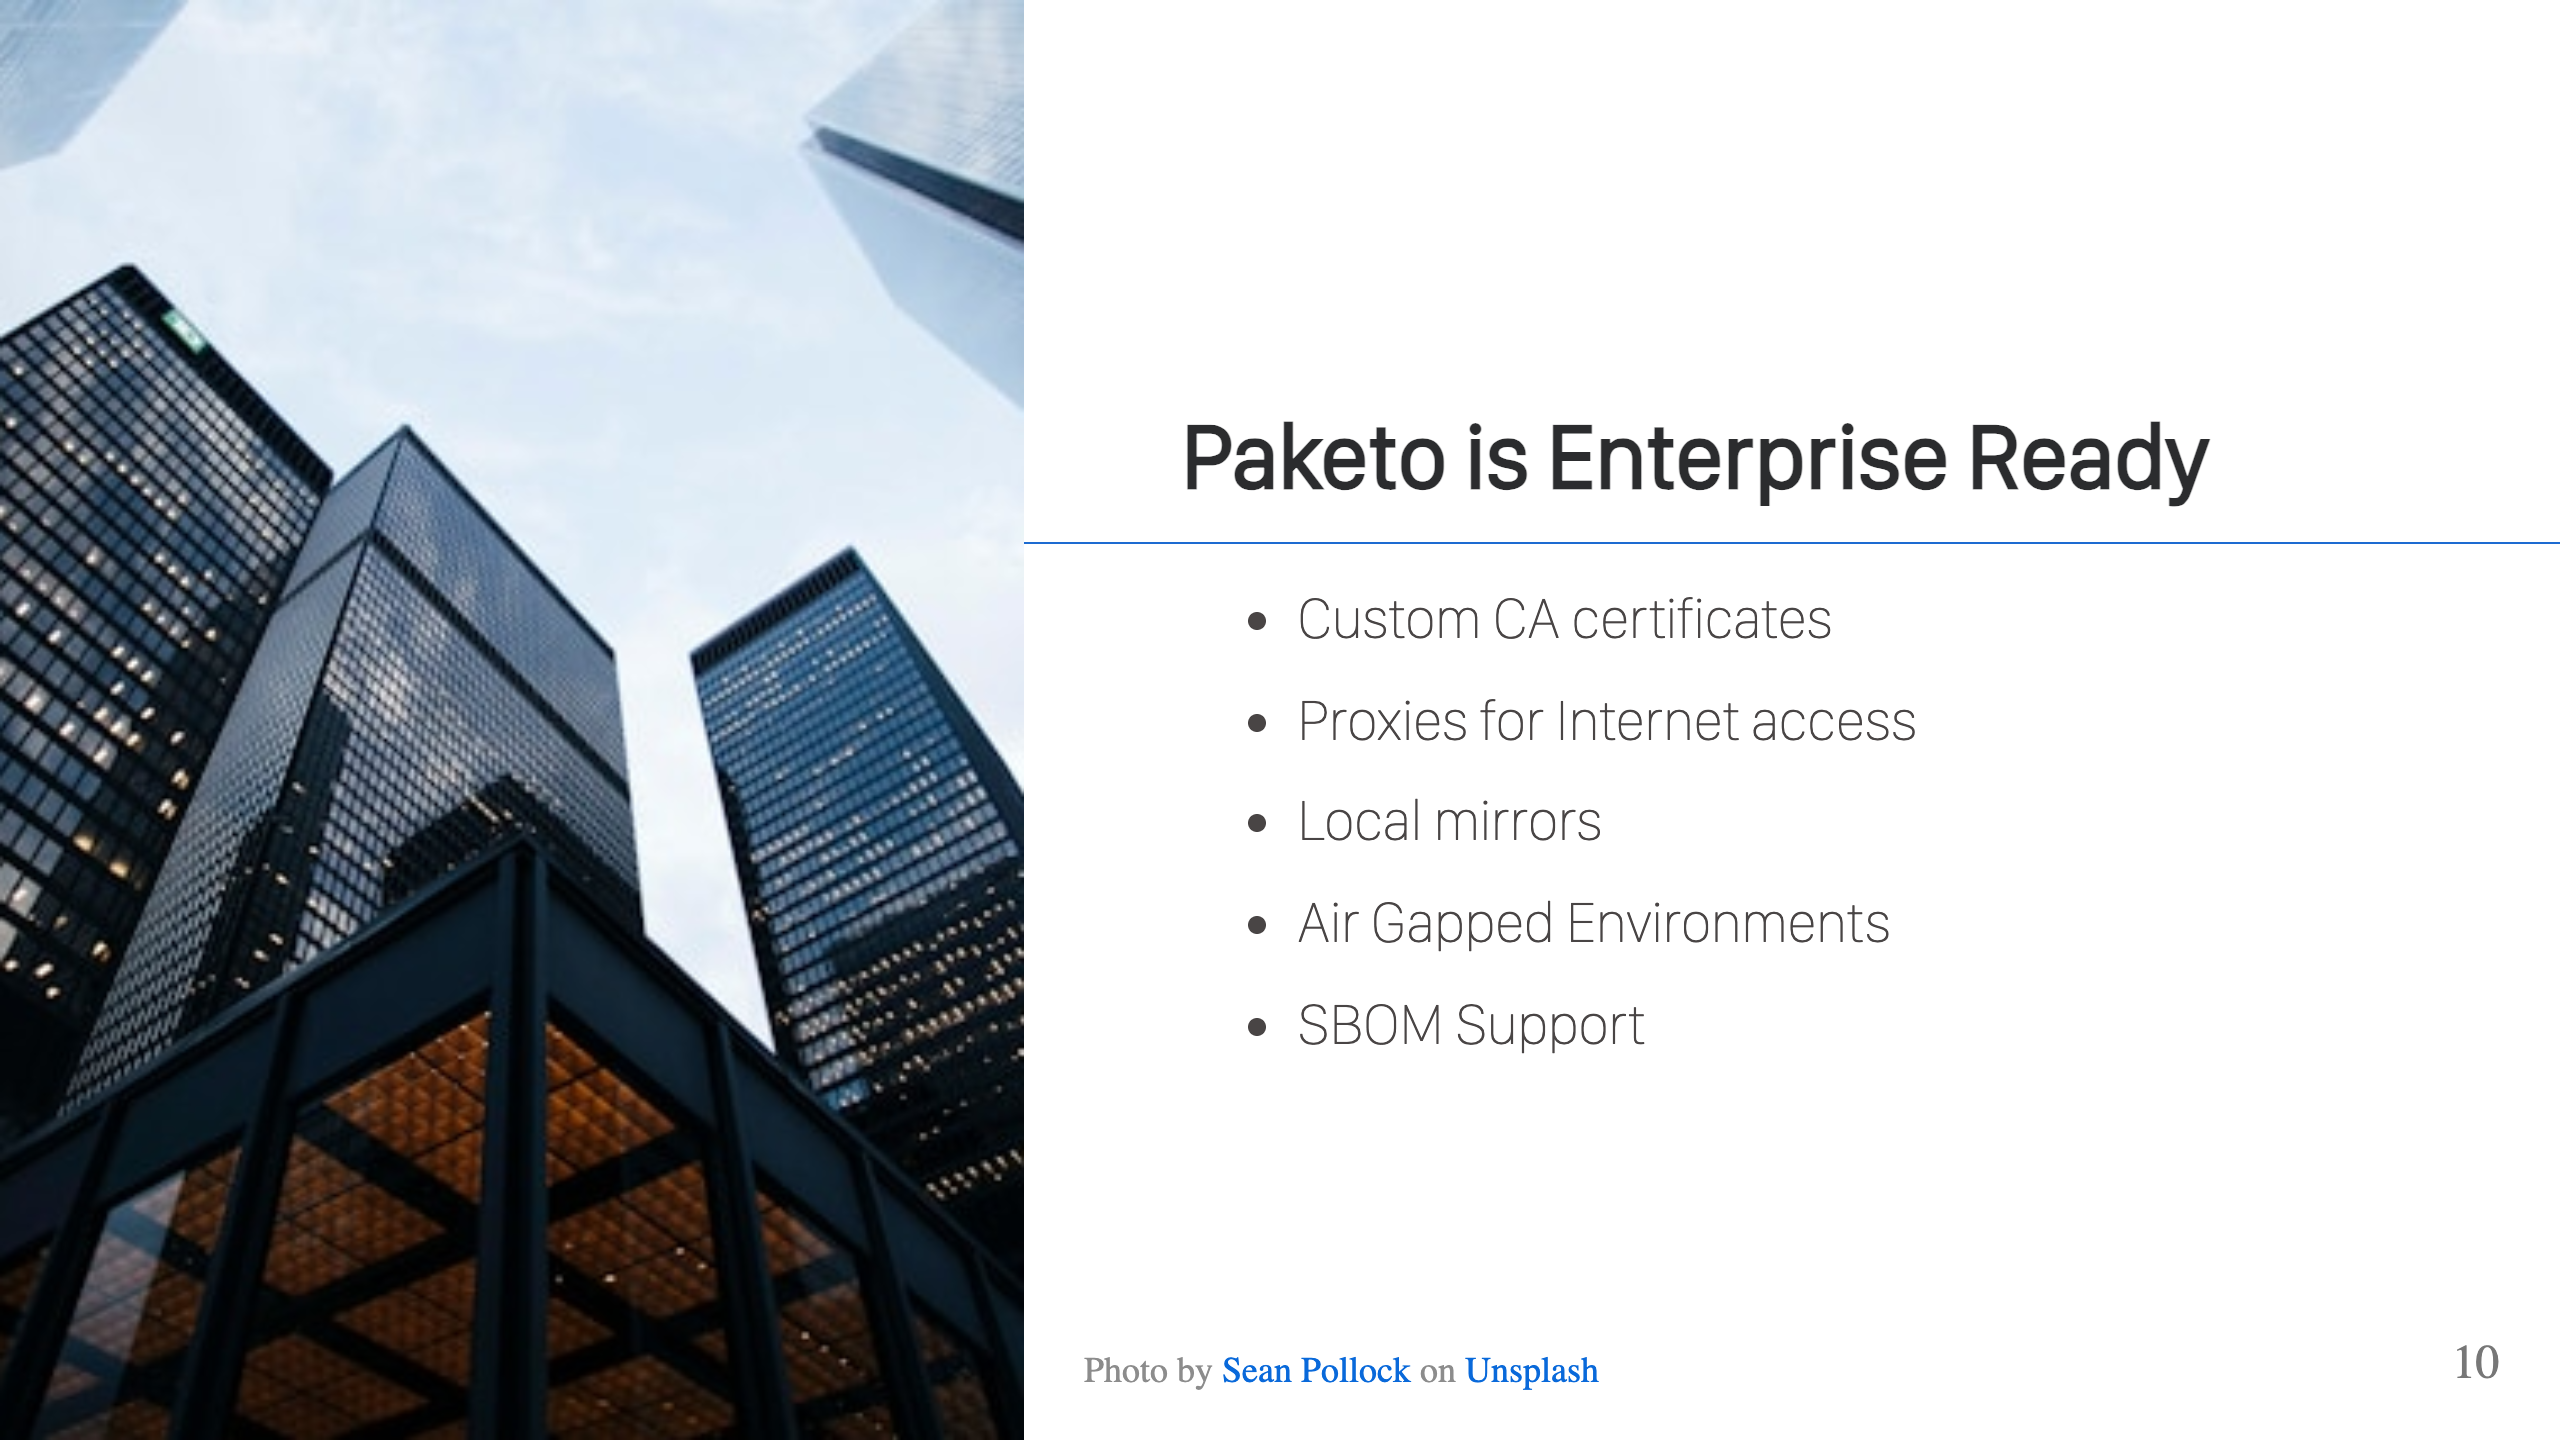 Paketo is Enterprise Ready
• Custom CA certificates
• Proxies for Internet access
• Local mirrors
• Air Gapped Environments
• SBOM Support
Photo by Sean Pollock on Unsplash
10